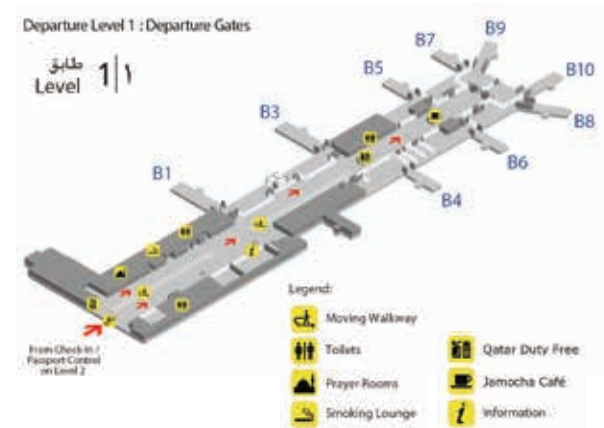 Departure Level 1 : Departure Gates
طابق
Level 1 | ١
B9
B7
B10
B5
B8
B3
B6
B1
B4
From Check-in /
Passport Control
on Level 2
Legend:
Moving Walkway
Toilets
Prayer Rooms
Smoking Lounge
Qatar Duty Free
Jamocha Café
Information